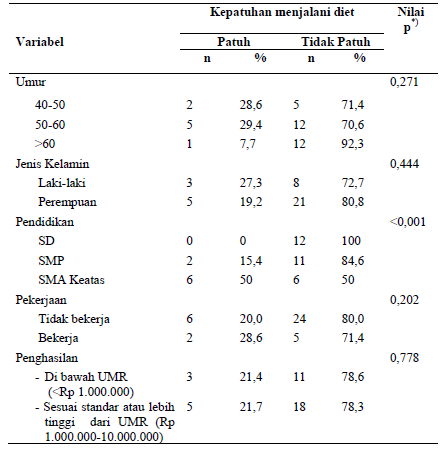 Kepatuhan menjalani diet Nilai p*)
Variabel Patuh Tidak Patuh
n % n %
Umur 0,271
40-50 2 28,6 5 71,4
50-60 5 29,4 12 70,6
>60 1 7,7 12 92,3
Jenis Kelamin 0,444
Laki-laki 3 27,3 8 72,7
Perempuan 5 19,2 21 80,8
Pendidikan <0,001
SD 0 0 12 100
SMP 2 15,4 11 84,6
SMA Keatas 6 50 6 50
Pekerjaan 0,202
Tidak bekerja 6 20,0 24 80,0
Bekerja 2 28,6 5 71,4
Penghasilan 0,778
- Di bawah UMR 3 21,4 11 78,6
(<Rp 1.000.000)
- Sesuai standar atau lebih 5 21,7 18 78,3
tinggi dari UMR (Rp
1.000.000-10.000.000)